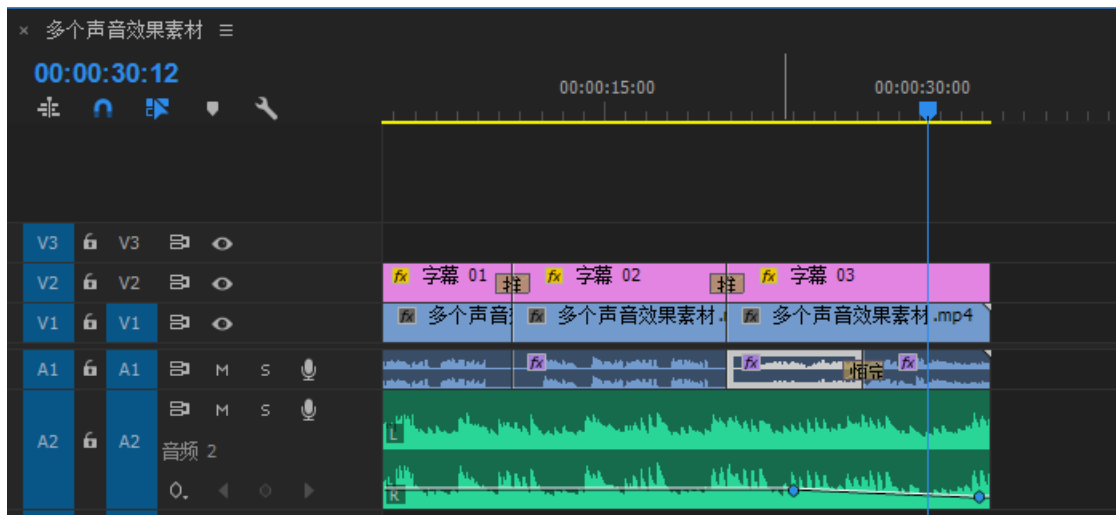 × 多个声音效果素材 ≡
00:00:30:12
00:00:15:00 00:00:30:00
V3 V3
V2 V2 fx 字幕 01 推 fx 字幕 02 推 fx 字幕 03
V1 V1 fx 多个声音 fx 多个声音效果素材. fx 多个声音效果素材.mp4
A1 A1 M S fx fx 恒定 fx
M S
A2 A2 音频 2
L
R